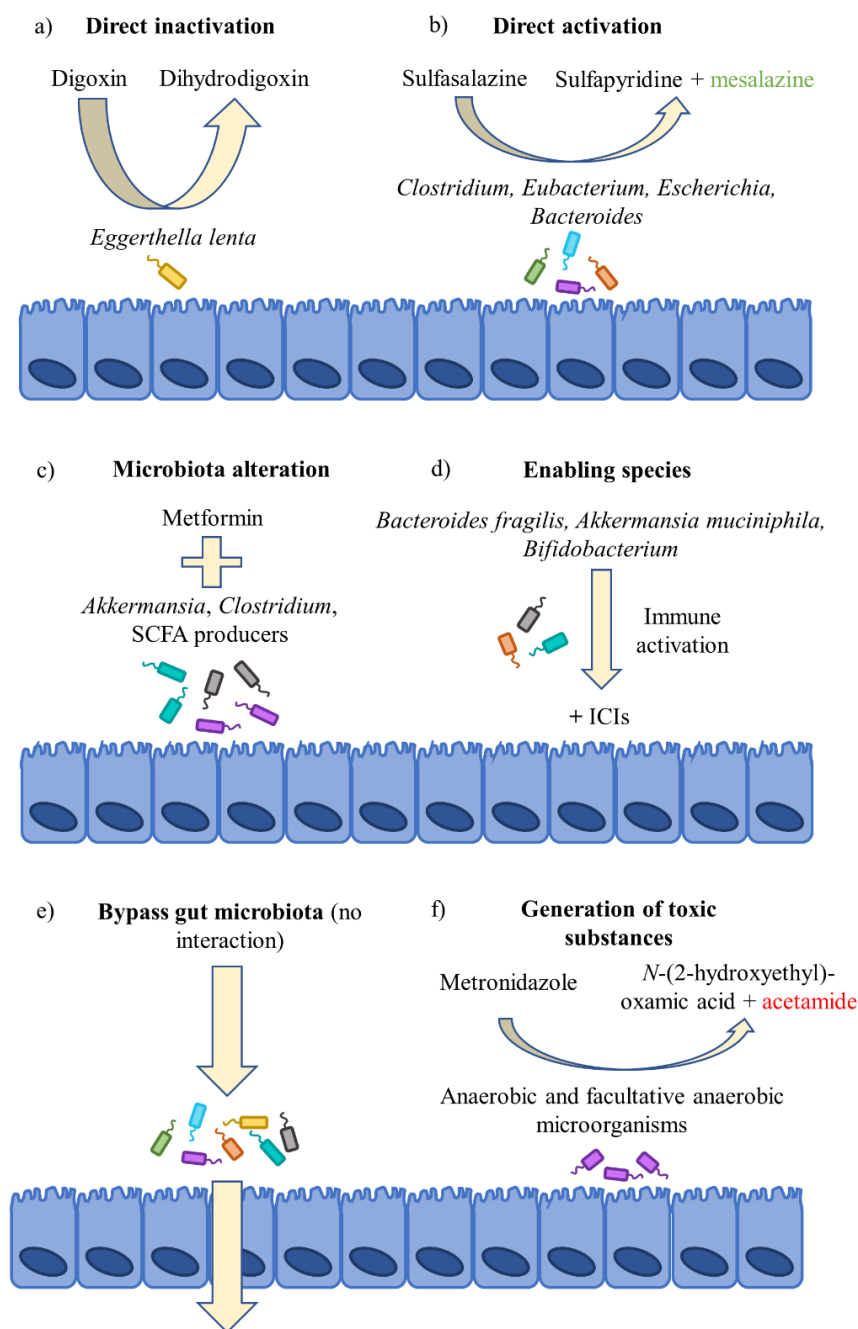 a) Direct inactivation
Digoxin Dihydrodigoxin
Eggerthella lenta
b) Direct activation
Sulfasalazine Sulfapyridine + mesalazine
Clostridium, Eubacterium, Escherichia,
Bacteroides
c) Microbiota alteration
Metformin
Akkermansia, Clostridium,
SCFA producers
d) Enabling species
Bacteroides fragilis, Akkermansia muciniphila,
Bifidobacterium
Immune
activation
+ ICIs
e) Bypass gut microbiota (no
interaction)
f) Generation of toxic
substances
Metronidazole
N-(2-hydroxyethyl)-
oxamic acid + acetamide
Anaerobic and facultative anaerobic
microorganisms